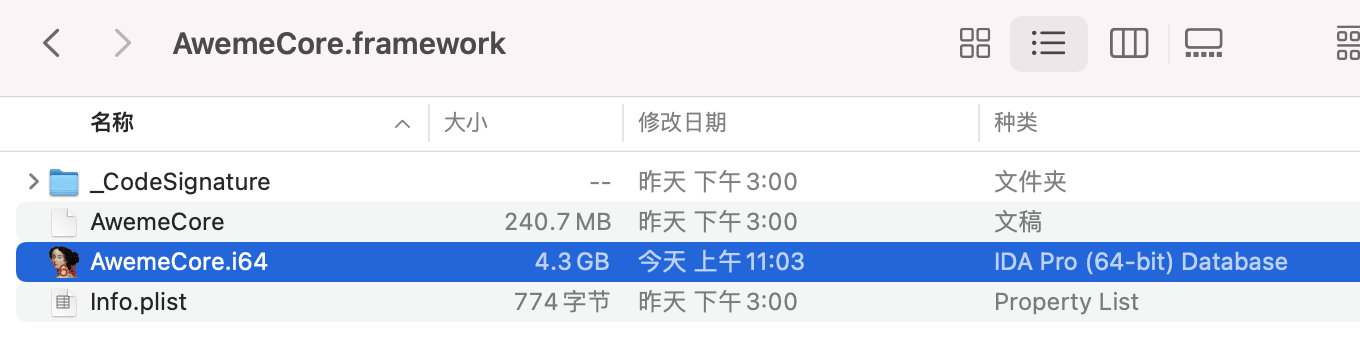 AwemeCore.framework
名称 大小 修改日期 种类
_CodeSignature -- 昨天 下午3:00 文件夹
AwemeCore 240.7 MB 昨天 下午3:00 文稿
AwemeCore.i64 4.3 GB 今天 上午11:03 IDA Pro (64-bit) Database
Info.plist 774 字节 昨天 下午3:00 Property List